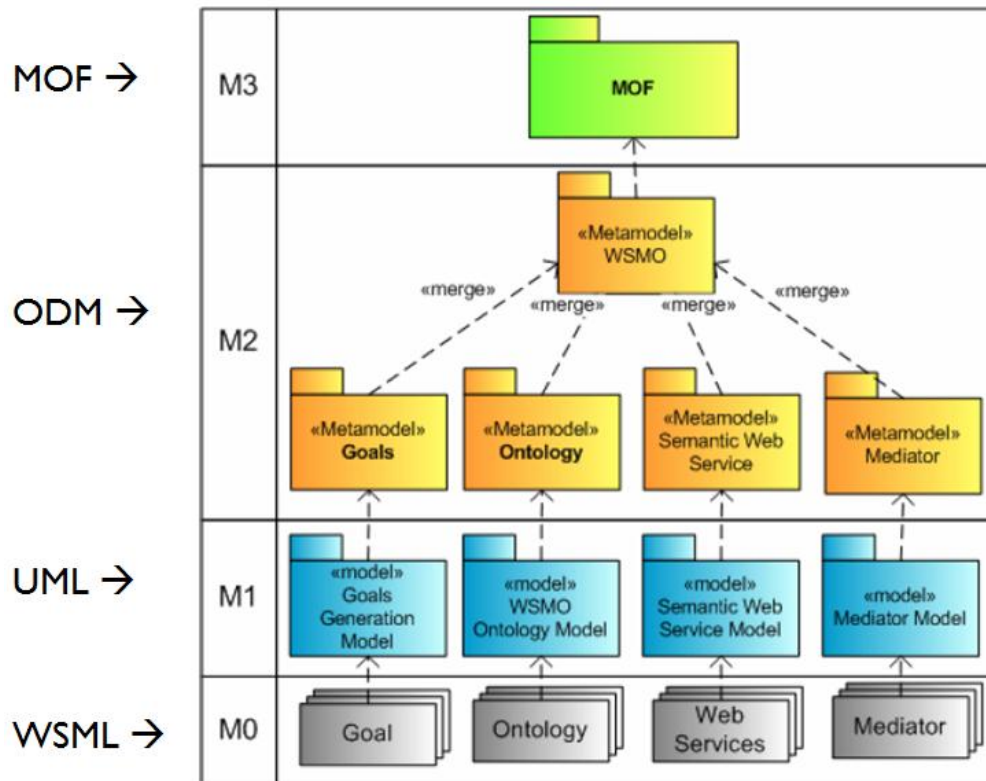 MOF →
M3
MOF
ODM →
M2
«Metamodel»
WSMO
«merge»
«merge»
«merge»
«merge»
«Metamodel»
Goals
«Metamodel»
Ontology
«Metamodel»
Semantic Web
Service
«Metamodel»
Mediator
UML →
M1
«model»
Goals
Generation
Model
«model»
WSMO
Ontology Model
«model»
Semantic Web
Service Model
«model»
Mediator Model
WSML →
M0
Goal
Ontology
Web
Services
Mediator